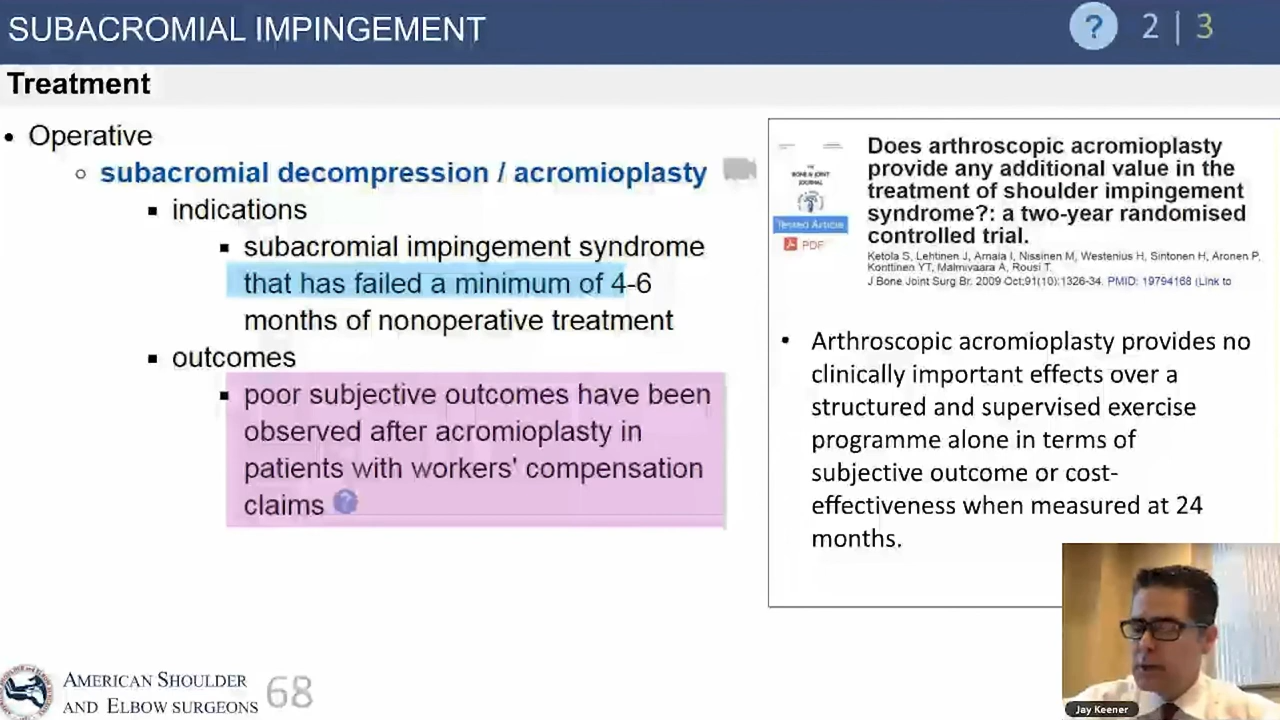 SUBACROMIAL IMPINGEMENT
? 2 | 3
Treatment
• Operative
○ subacromial decompression / acromioplasty
▪ indications
▪ subacromial impingement syndrome
that has failed a minimum of 4-6
months of nonoperative treatment
▪ outcomes
▪ poor subjective outcomes have been
observed after acromioplasty in
patients with workers' compensation
claims ?
THE
BONE & JOINT
JOURNAL
Tested Article
PDF
Does arthroscopic acromioplasty
provide any additional value in the
treatment of shoulder impingement
syndrome?: a two-year randomised
controlled trial.
Ketola S, Lehtinen J, Arnala I, Nissinen M, Westenius H, Sintonen H, Aronen P,
Konttinen YT, Malmivaara A, Rousi T.
J Bone Joint Surg Br. 2009 Oct;91(10):1326-34. PMID: 19794168 (Link to
• Arthroscopic acromioplasty provides no
clinically important effects over a
structured and supervised exercise
programme alone in terms of
subjective outcome or cost-
effectiveness when measured at 24
months.
AMERICAN SHOULDER
AND ELBOW SURGEONS
68
Jay Keener